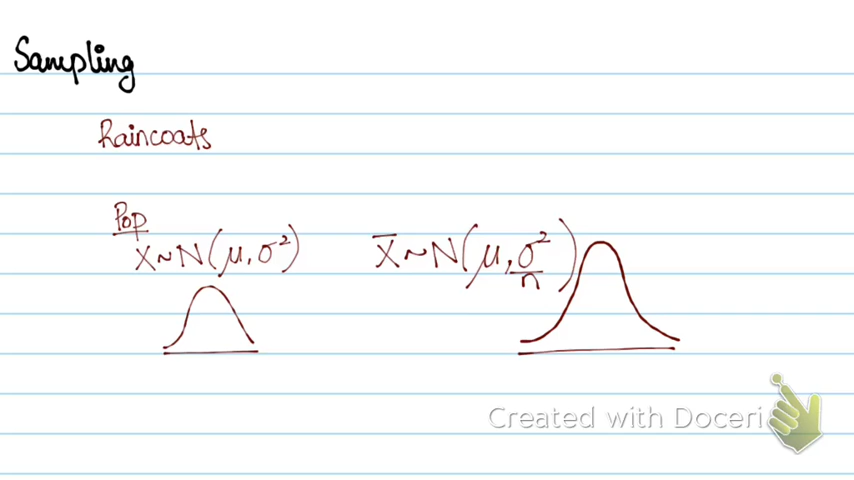 Sampling
Raincoats
Pop
X~N(μ, σ²) X̄~N(μ, σ²/n)
Created with Doceri